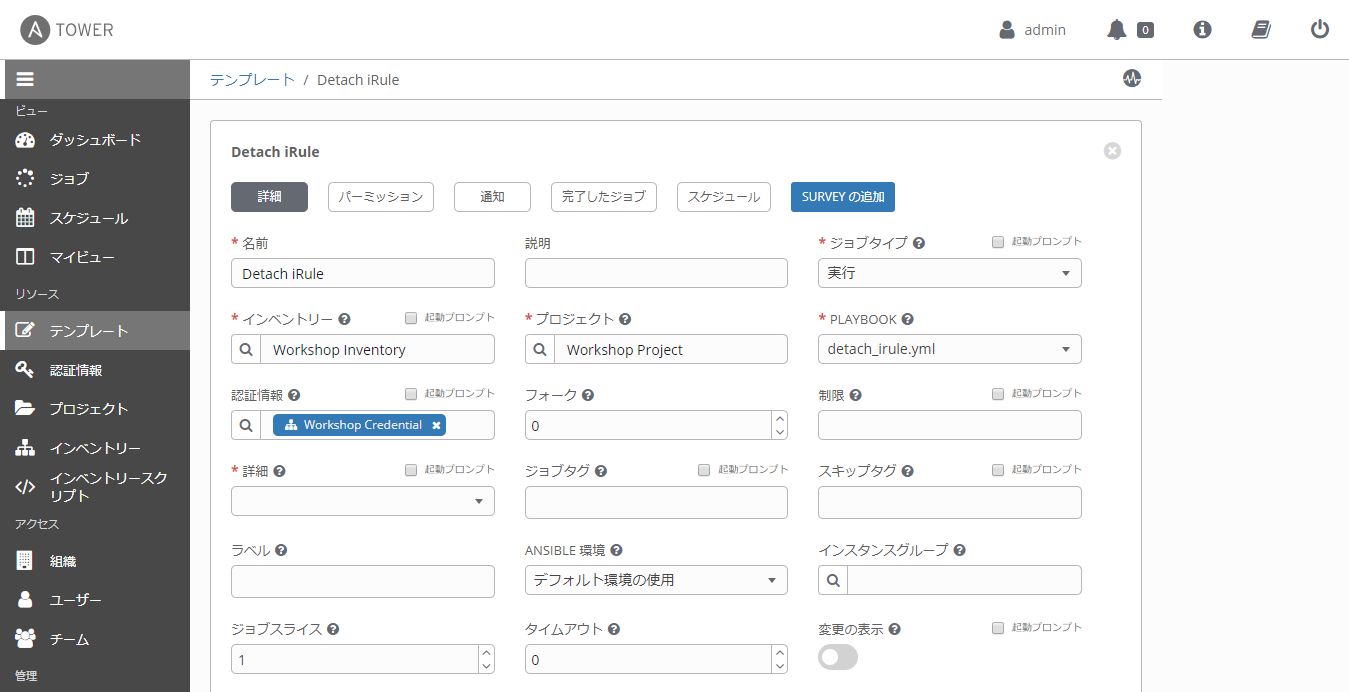 TOWER
admin
0
テンプレート / Detach iRule
ビュー
ダッシュボード
ジョブ
スケジュール
マイビュー
リソース
テンプレート
認証情報
プロジェクト
インベントリー
インベントリースク
リプト
アクセス
組織
ユーザー
チーム
管理
Detach iRule
詳細
パーミッション
通知
完了したジョブ
スケジュール
SURVEY の追加
* 名前
Detach iRule
説明
* ジョブタイプ
起動プロンプト
実行
* インベントリー
起動プロンプト
Workshop Inventory
* プロジェクト
Workshop Project
* PLAYBOOK
detach_irule.yml
認証情報
起動プロンプト
Workshop Credential
フォーク
0
制限
起動プロンプト
* 詳細
起動プロンプト
ジョブタグ
起動プロンプト
スキップタグ
起動プロンプト
ラベル
ANSIBLE 環境
デフォルト環境の使用
インスタンスグループ
ジョブスライス
1
タイムアウト
0
変更の表示
起動プロンプト